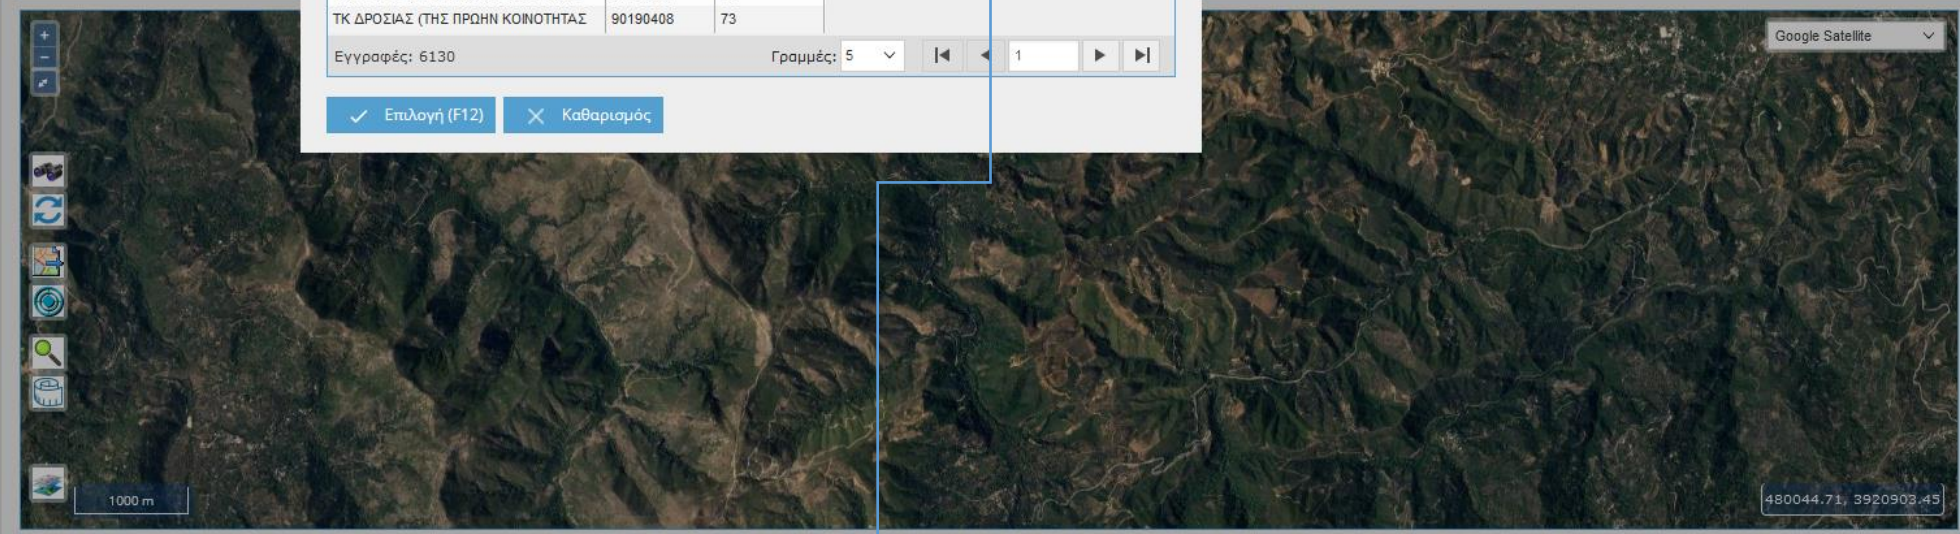 ΤΚ ΔΡΟΣΙΑΣ (ΤΗΣ ΠΡΩΗΝ ΚΟΙΝΟΤΗΤΑΣ 90190408 73
Εγγραφές: 6130 Γραμμές: 5 1
Επιλογή (F12) Καθαρισμός
Google Satellite
1000 m
480044.71, 3920903.45